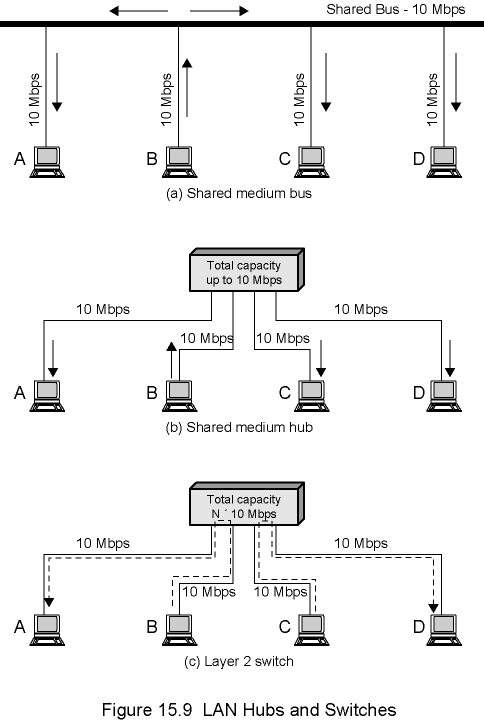 Shared Bus - 10 Mbps
10 Mbps
10 Mbps
10 Mbps
10 Mbps
A
B
C
D
(a) Shared medium bus
Total capacity
up to 10 Mbps
10 Mbps
10 Mbps
10 Mbps
10 Mbps
A
B
C
D
(b) Shared medium hub
Total capacity
N ´ 10 Mbps
10 Mbps
10 Mbps
10 Mbps
10 Mbps
A
B
C
D
(c) Layer 2 switch
Figure 15.9 LAN Hubs and Switches